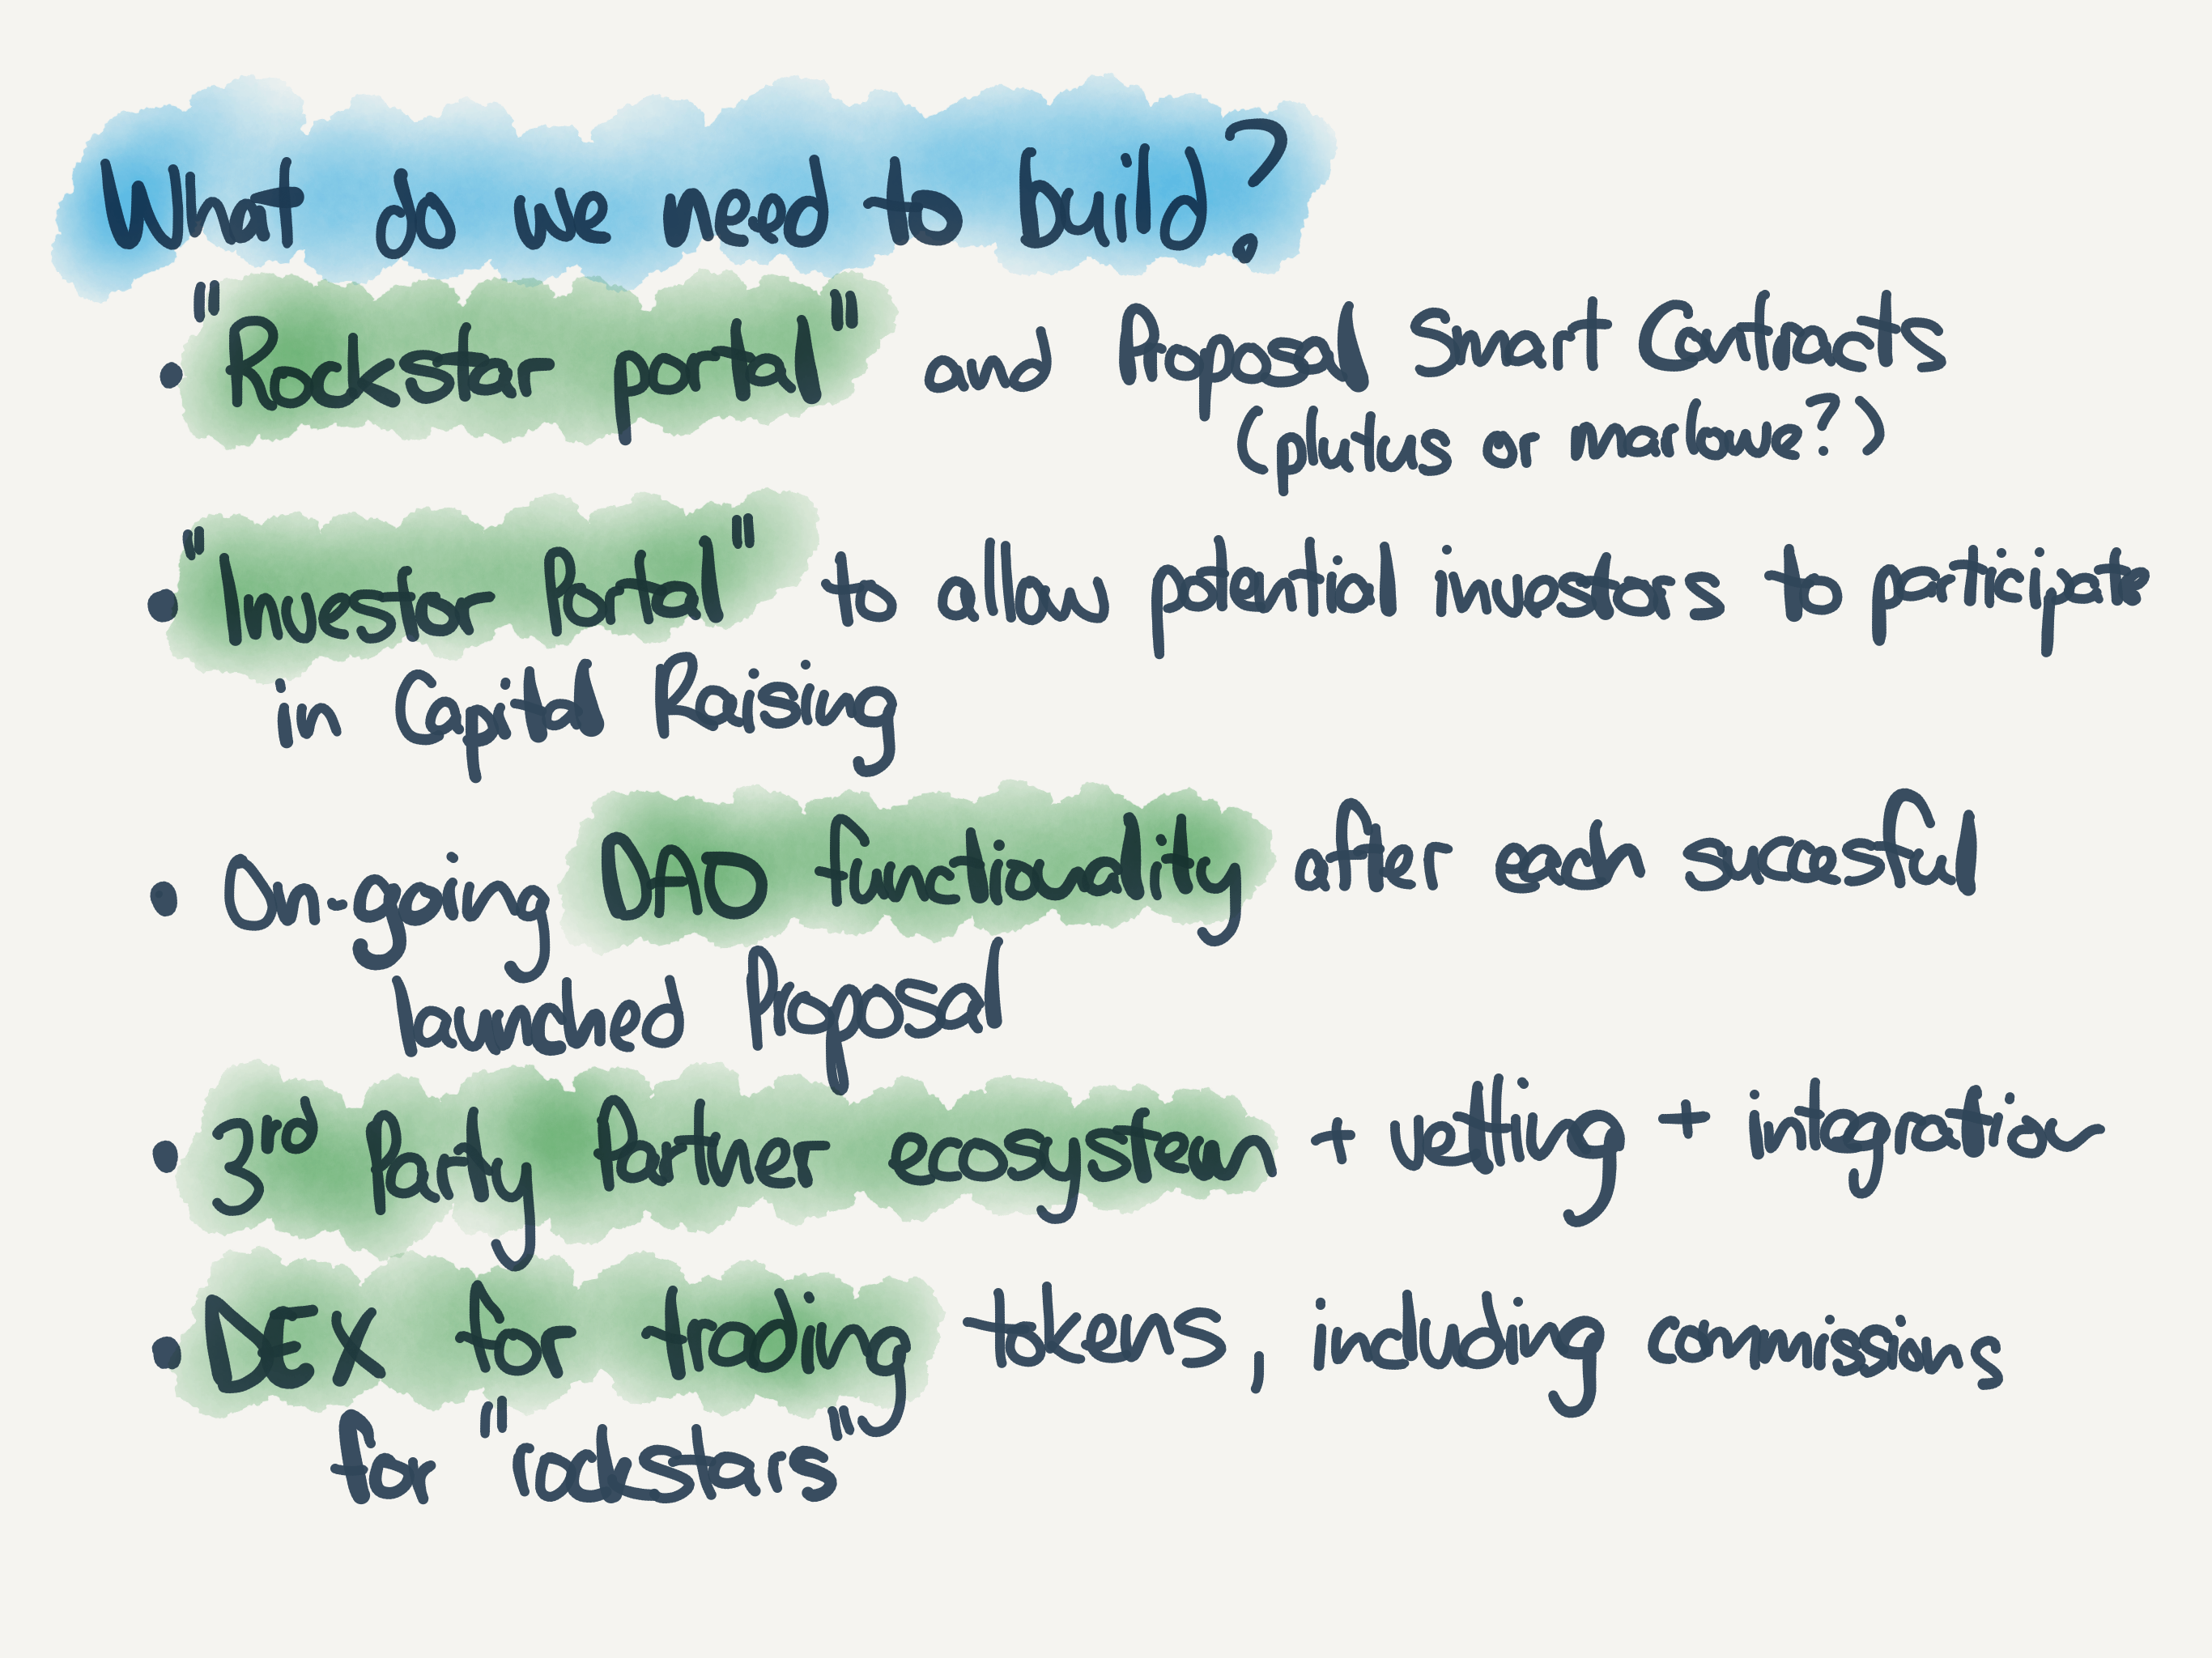 What do we need to build?
• "Rockstar portal" and Proposal Smart Contracts
(plutus or marlowe?)
• "Investor Portal" to allow potential investors to participate
in Capital Raising
• On-going DAO functionality after each succesful
launched Proposal
• 3rd Party Partner ecosystem + vetting + integration
• DEX for trading tokens, including commissions
for "rockstars"